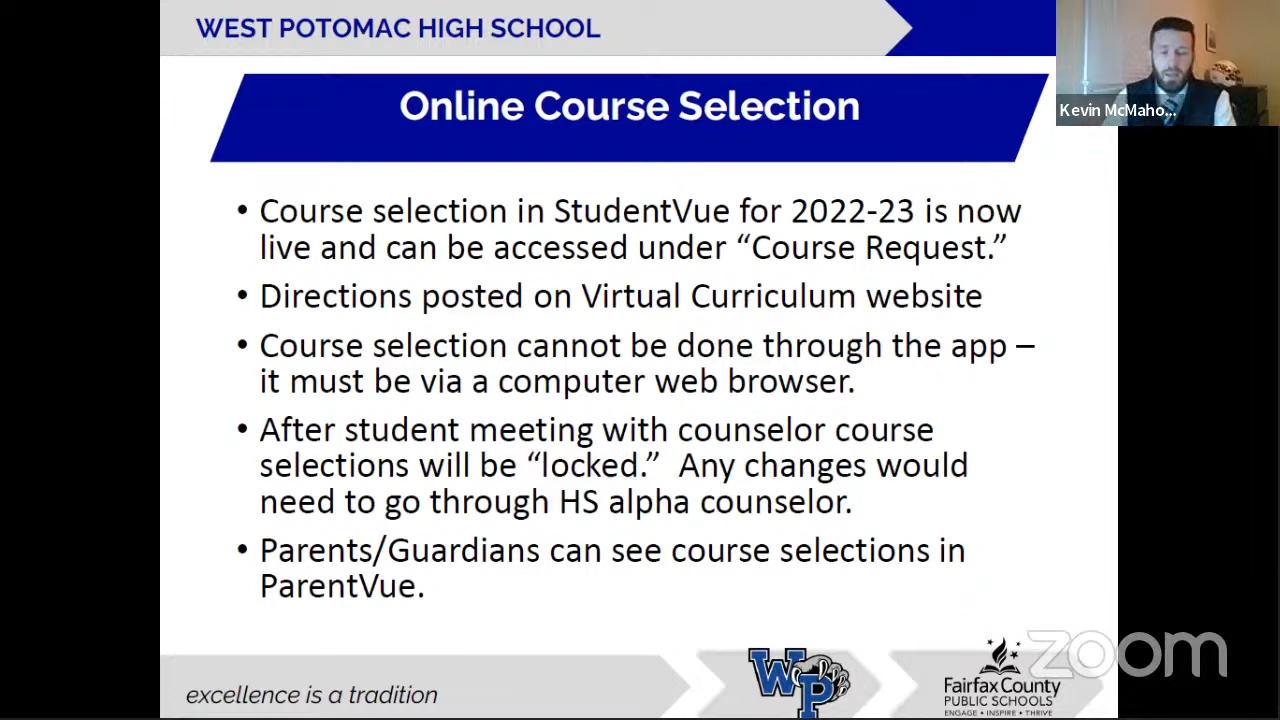 WEST POTOMAC HIGH SCHOOL
Kevin McMaho...
Online Course Selection
• Course selection in StudentVue for 2022-23 is now
live and can be accessed under “Course Request.”
• Directions posted on Virtual Curriculum website
• Course selection cannot be done through the app –
it must be via a computer web browser.
• After student meeting with counselor course
selections will be “locked.”  Any changes would
need to go through HS alpha counselor.
• Parents/Guardians can see course selections in
ParentVue.
excellence is a tradition
WP
Fairfax County
PUBLIC SCHOOLS
ENGAGE • INSPIRE • THRIVE
zoom